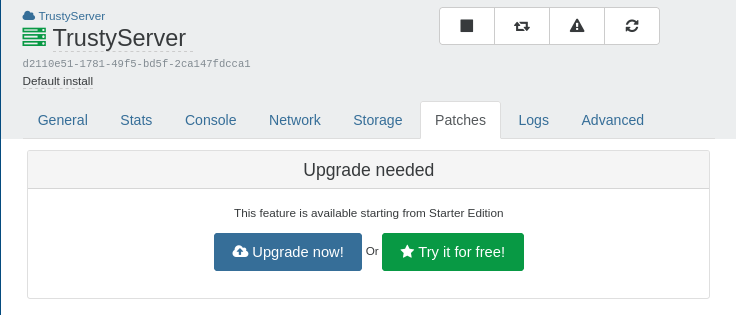 TrustyServer
TrustyServer
d2110e51-1781-49f5-bd5f-2ca147fdcca1
Default install
General Stats Console Network Storage Patches Logs Advanced
Upgrade needed
This feature is available starting from Starter Edition
Upgrade now! Or Try it for free!